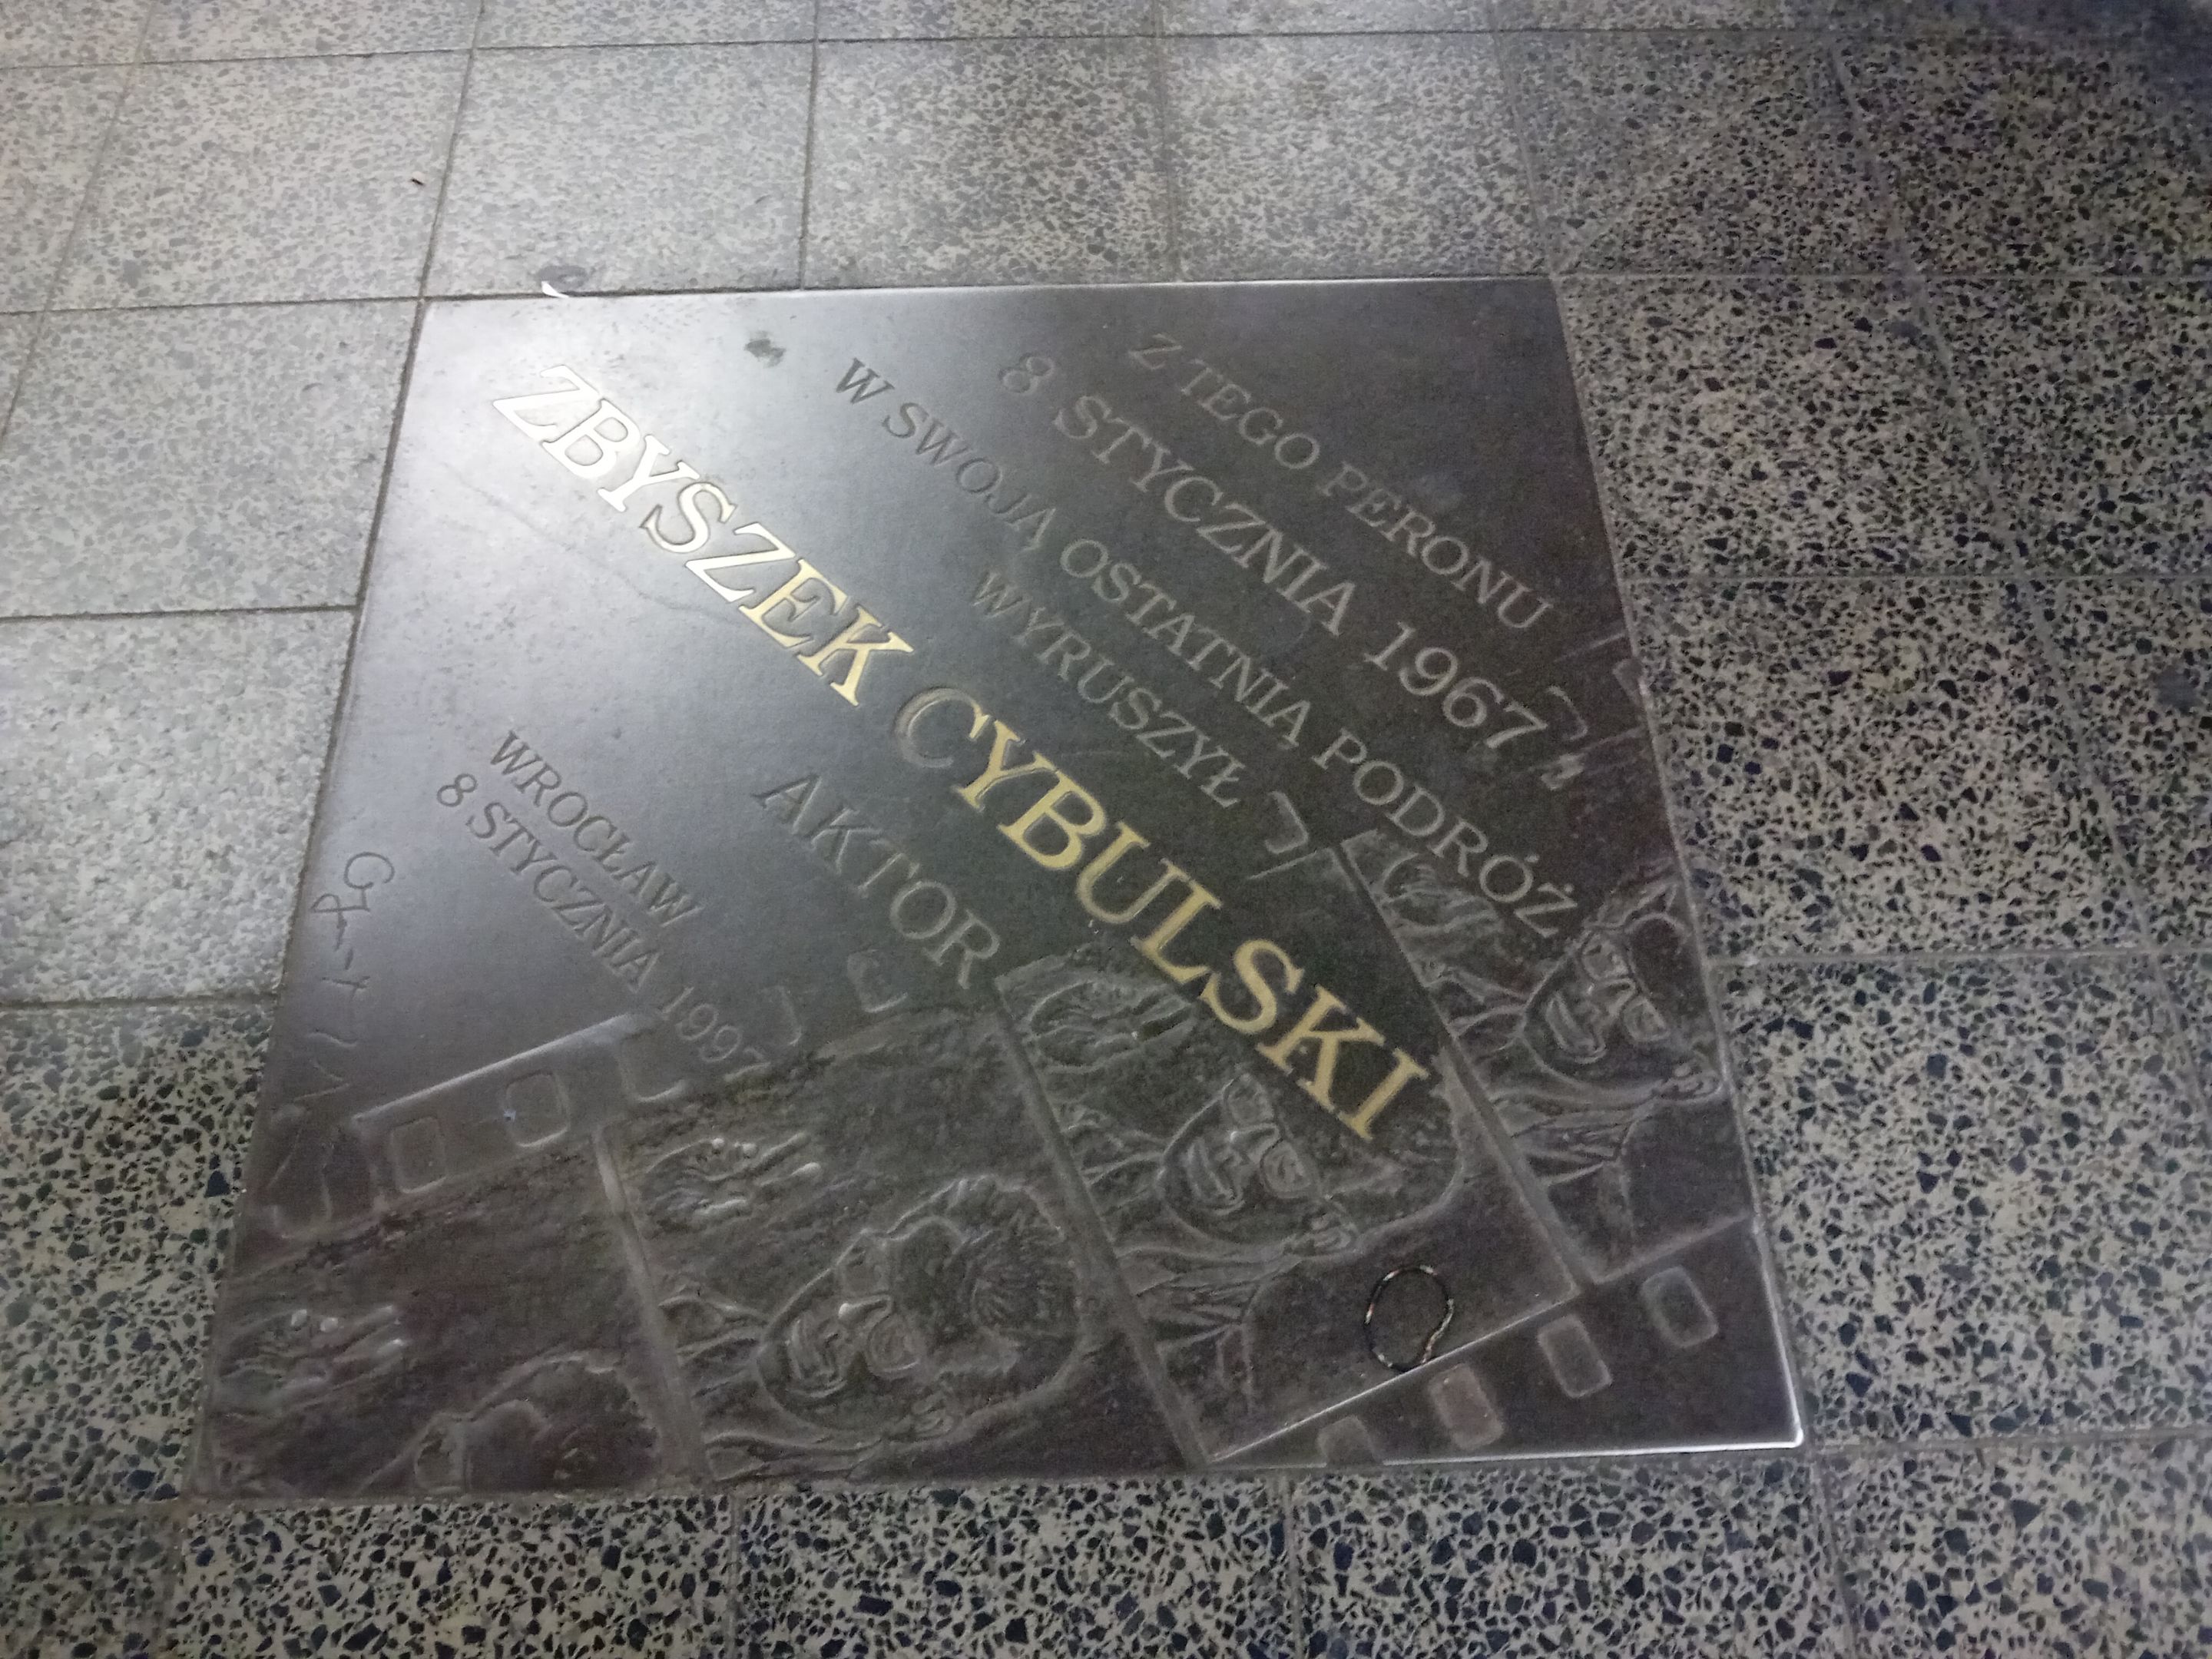 Z TEGO PERONU
8 STYCZNIA 1967
W SWOJĄ OSTATNIĄ PODRÓŻ
WYRUSZYŁ
ZBYSZEK CYBULSKI
AKTOR
WROCŁAW
8 STYCZNIA 1997